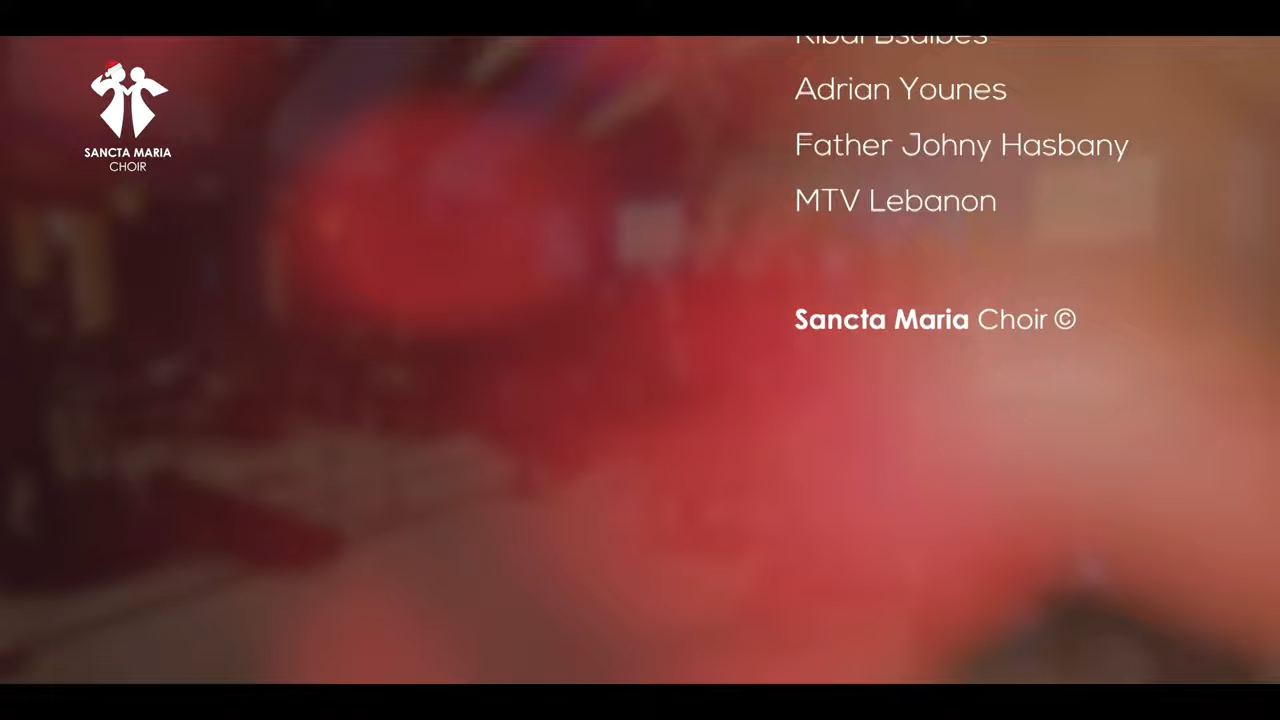 SANCTA MARIA
CHOIR
Adrian Younes
Father Johny Hasbany
MTV Lebanon
Sancta Maria Choir ©